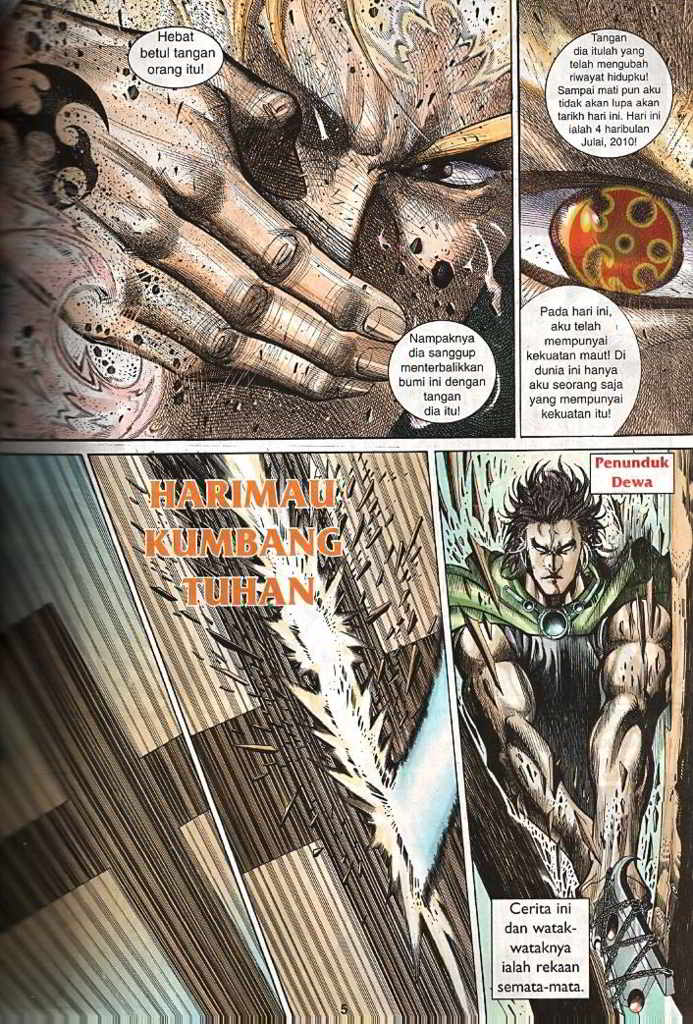 Hebat
betul tangan
orang itu!
Nampaknya
dia sanggup
menterbalikkan
bumi ini dengan
tangan
dia itu!
Tangan
dia itulah yang
telah mengubah
riwayat hidupku!
Sampai mati pun aku
tidak akan lupa akan
tarikh hari ini. Hari ini
ialah 4 haribulan
Julai, 2010!
Pada hari ini,
aku telah
mempunyai
kekuatan maut! Di
dunia ini hanya
aku seorang saja
yang mempunyai
kekuatan itu!
HARIMAU
KUMBANG
TUHAN
Penunduk
Dewa
Cerita ini
dan watak-
wataknya
ialah rekaan
semata-mata.
5